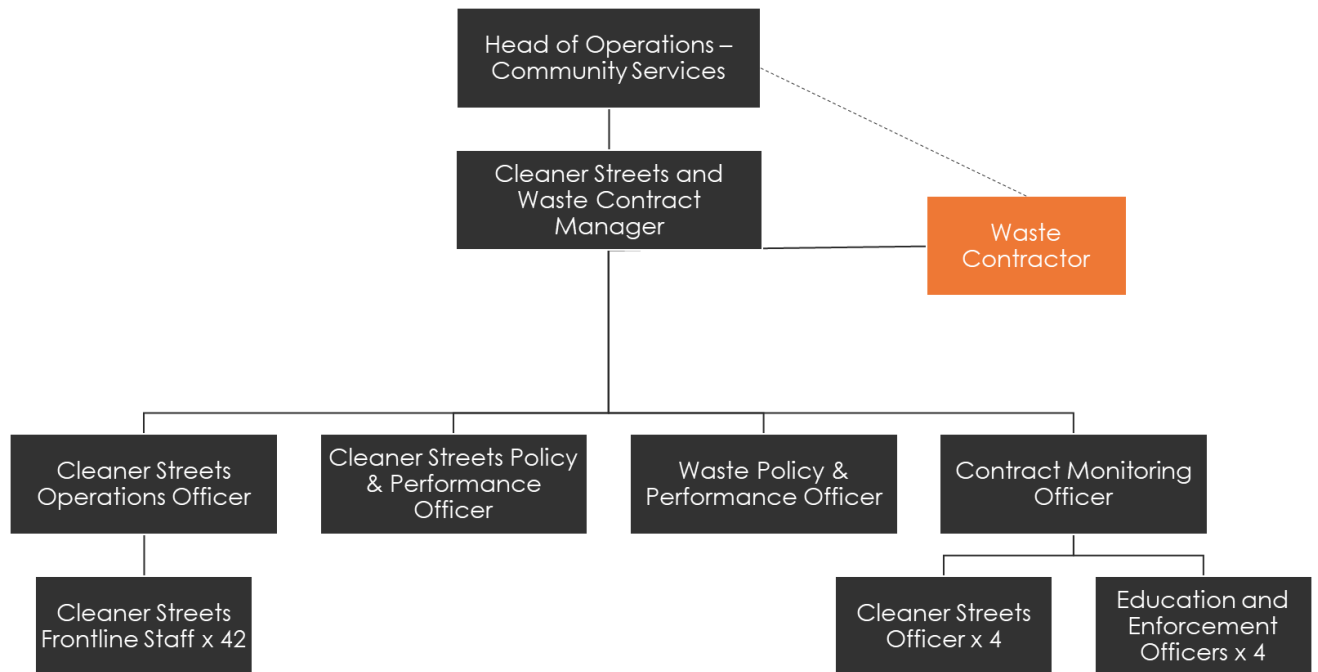 Head of Operations –
Community Services
Cleaner Streets and
Waste Contract
Manager
Waste
Contractor
Cleaner Streets
Operations Officer
Cleaner Streets Policy
& Performance
Officer
Waste Policy &
Performance Officer
Contract Monitoring
Officer
Cleaner Streets
Frontline Staff x 42
Cleaner Streets
Officer x 4
Education and
Enforcement
Officers x 4